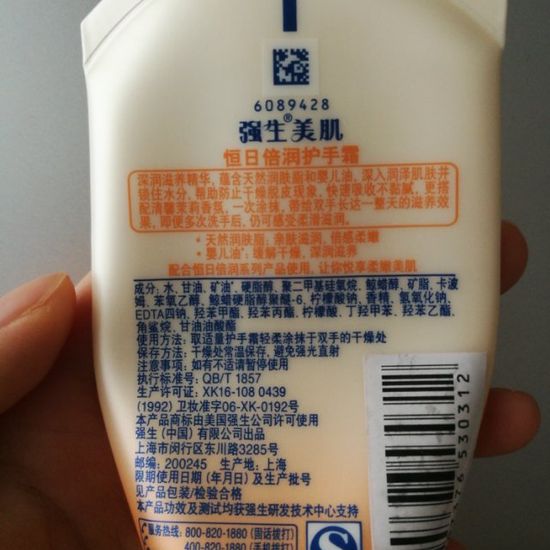 6089428
强生®美肌
恒日倍润护手霜
深润滋养精华，蕴含天然润肤脂和婴儿油，深入润泽肌肤并
锁住水分，帮助防止干燥脱皮现象，快速吸收不黏腻，更搭
配清馨茉莉香氛，一次涂抹，带给双手长达一整天的滋养效
果，即便多次洗手后，仍可感受柔滑滋润。
·天然润肤脂：亲肤滋润，倍感柔嫩
·婴儿油*：缓解干燥，深润滋养
配合恒日倍润系列产品使用，让你悦享柔嫩美肌
成分：水、甘油、矿油*、硬脂醇、聚二甲基硅氧烷、鲸蜡醇、矿脂、卡波
姆、苯氧乙醇、鲸蜡硬脂醇聚醚-6、柠檬酸钠、香精、氢氧化钠、
EDTA四钠、羟苯甲酯、羟苯丙酯、柠檬酸、丁羟甲苯、羟苯乙酯、
角鲨烷、甘油油酸酯
使用方法：取适量护手霜轻柔涂抹于双手的干燥处
保存方法：干燥处常温保存，避免强光直射
注意事项：如有不适请暂停使用
执行标准号：QB/T 1857
生产许可证：XK16-108 0439
(1992) 卫妆准字06-XK-0192号
本产品商标由美国强生公司许可使用
强生（中国）有限公司出品
上海市闵行区东川路3285号
邮编：200245 生产地：上海
限期使用日期（年月日）及生产批号
见产品包装/检验合格
本产品功效及测试均获强生研发技术中心支持
服务热线：800-820-1880（固话拨打）
400-820-1880（手机拨打）
530312